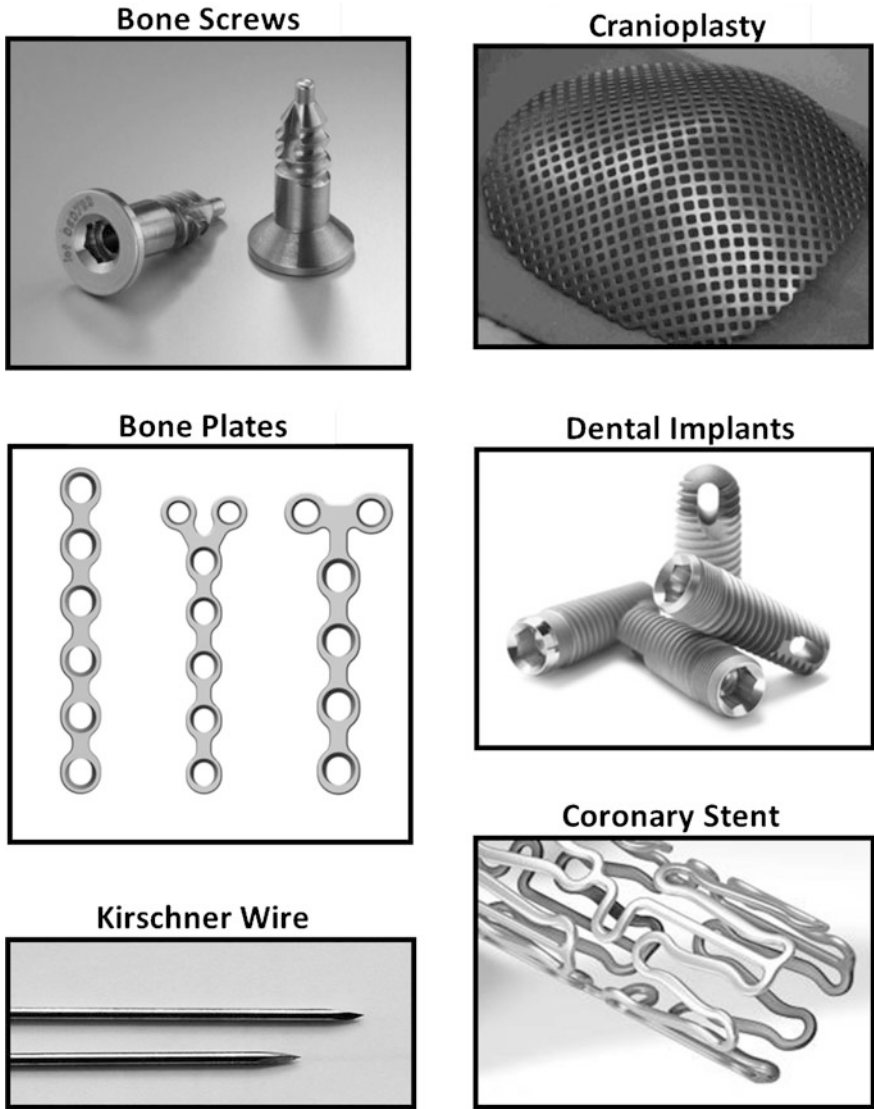 Bone Screws
Cranioplasty
Bone Plates
Dental Implants
Coronary Stent
Kirschner Wire